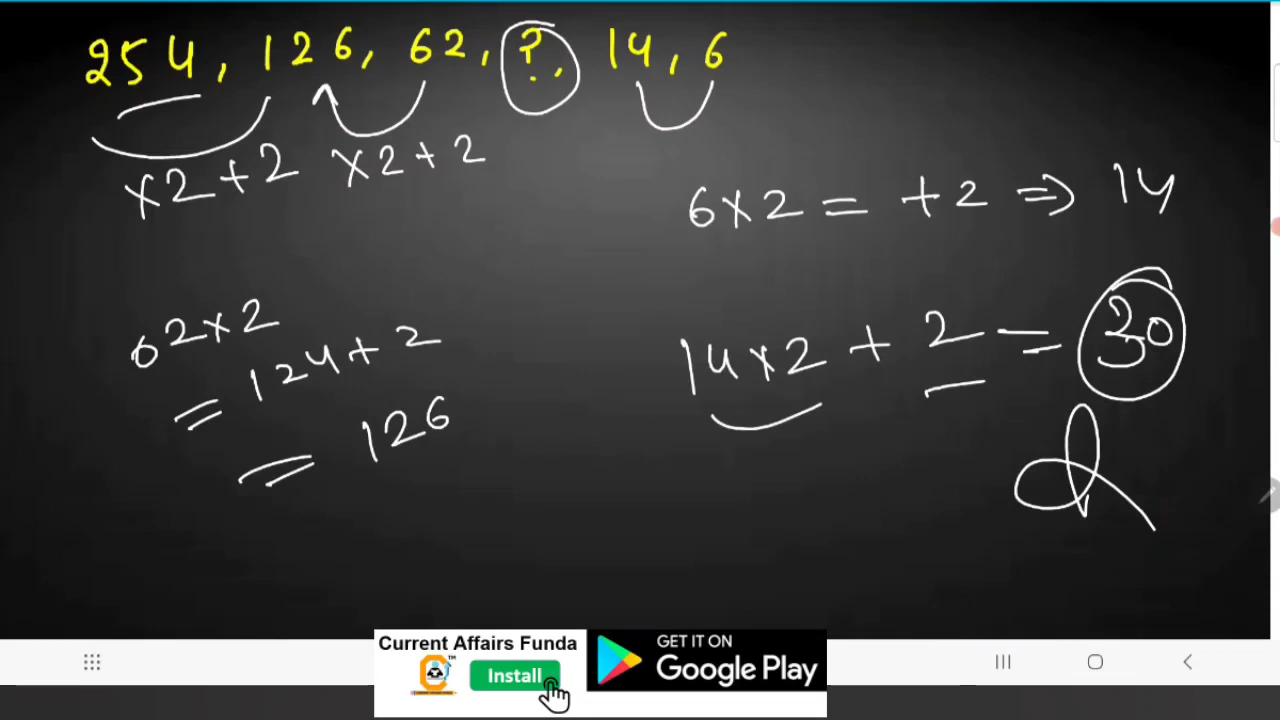 254, 126, 62, ?, 14, 6
×2+2 ×2+2
6×2= +2 ⇒ 14
62×2
= 124+2
= 126
14×2 + 2 = 30
Current Affairs Funda
Install
GET IT ON
Google Play